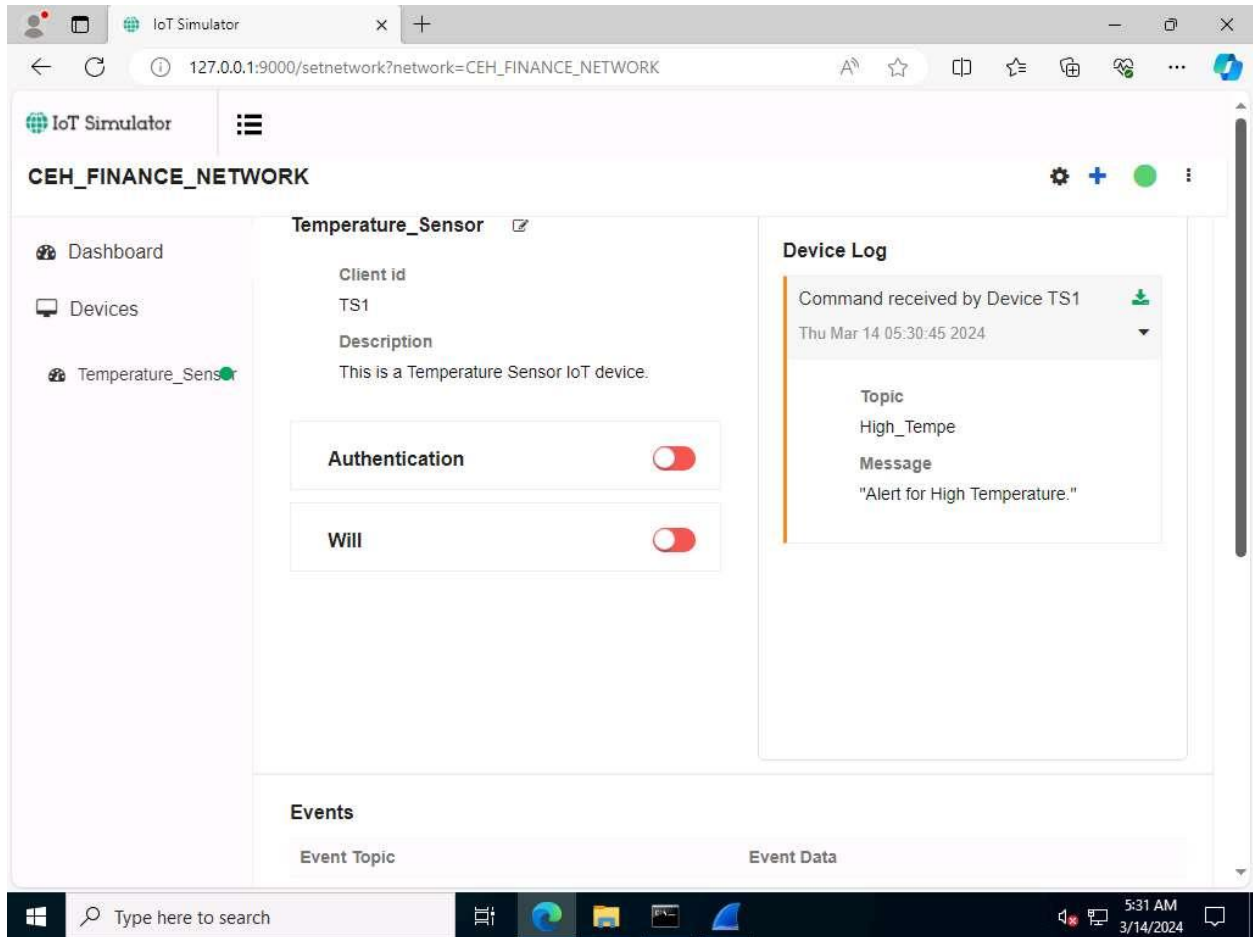 IoT Simulator
127.0.0.1:9000/setnetwork?network=CEH_FINANCE_NETWORK
IoT Simulator
CEH_FINANCE_NETWORK
Dashboard
Devices
Temperature_Sensor
Temperature_Sensor
Client id
TS1
Description
This is a Temperature Sensor IoT device.
Authentication
Will
Device Log
Command received by Device TS1
Thu Mar 14 05:30:45 2024
Topic
High_Tempe
Message
"Alert for High Temperature."
Events
Event Topic Event Data
Type here to search
5:31 AM
3/14/2024